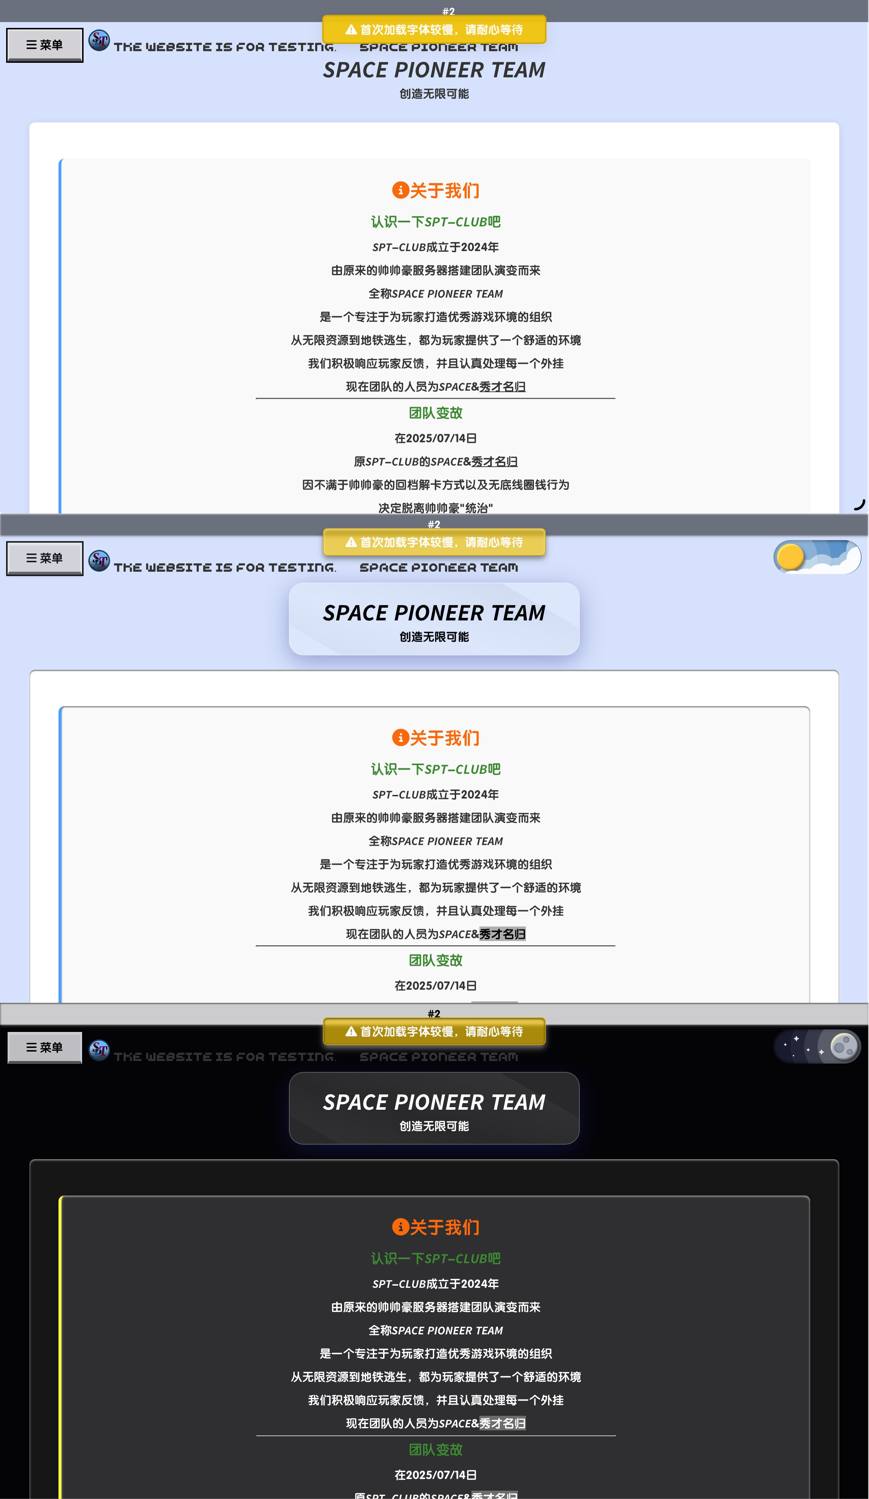 #2
首次加载字体较慢，请耐心等待
菜单
THE WEBSITE IS FOR TESTING. SPACE PIONEER TEAM
SPACE PIONEER TEAM
创造无限可能
关于我们
认识一下SPT-CLUB吧
SPT-CLUB成立于2024年
由原来的帅帅豪服务器搭建团队演变而来
全称SPACE PIONEER TEAM
是一个专注于为玩家打造优秀游戏环境的组织
从无限资源到地铁逃生，都为玩家提供了一个舒适的环境
我们积极响应玩家反馈，并且认真处理每一个外挂
现在团队的人员为SPACE&秀才名归
团队变故
在2025/07/14日
原SPT-CLUB的SPACE&秀才名归
因不满于帅帅豪的回档解卡方式以及无底线圈钱行为
决定脱离帅帅豪"统治"
#2
首次加载字体较慢，请耐心等待
菜单
THE WEBSITE IS FOR TESTING. SPACE PIONEER TEAM
SPACE PIONEER TEAM
创造无限可能
关于我们
认识一下SPT-CLUB吧
SPT-CLUB成立于2024年
由原来的帅帅豪服务器搭建团队演变而来
全称SPACE PIONEER TEAM
是一个专注于为玩家打造优秀游戏环境的组织
从无限资源到地铁逃生，都为玩家提供了一个舒适的环境
我们积极响应玩家反馈，并且认真处理每一个外挂
现在团队的人员为SPACE&秀才名归
团队变故
在2025/07/14日
#2
首次加载字体较慢，请耐心等待
菜单
THE WEBSITE IS FOR TESTING. SPACE PIONEER TEAM
SPACE PIONEER TEAM
创造无限可能
关于我们
认识一下SPT-CLUB吧
SPT-CLUB成立于2024年
由原来的帅帅豪服务器搭建团队演变而来
全称SPACE PIONEER TEAM
是一个专注于为玩家打造优秀游戏环境的组织
从无限资源到地铁逃生，都为玩家提供了一个舒适的环境
我们积极响应玩家反馈，并且认真处理每一个外挂
现在团队的人员为SPACE&秀才名归
团队变故
在2025/07/14日
原SPT-CLUB的SPACE&秀才名归